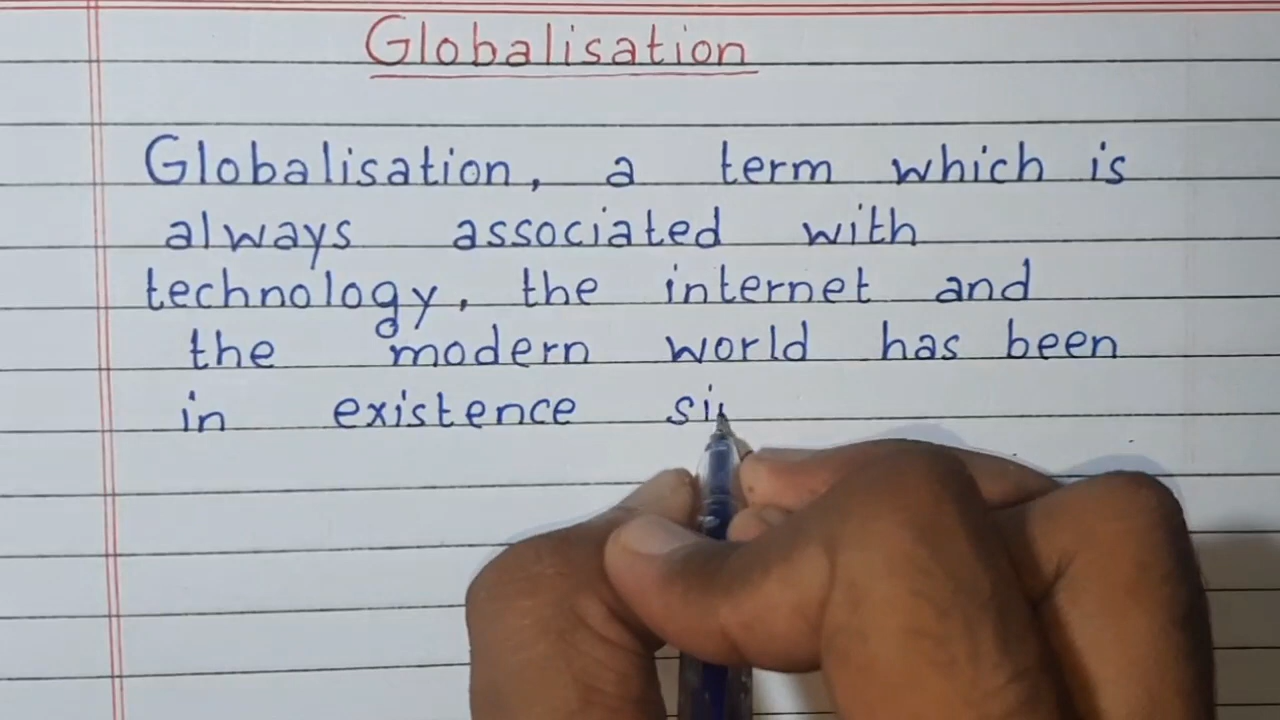 Globalisation
Globalisation, a term which is
always associated with
technology, the internet and
the modern world has been
in existence si